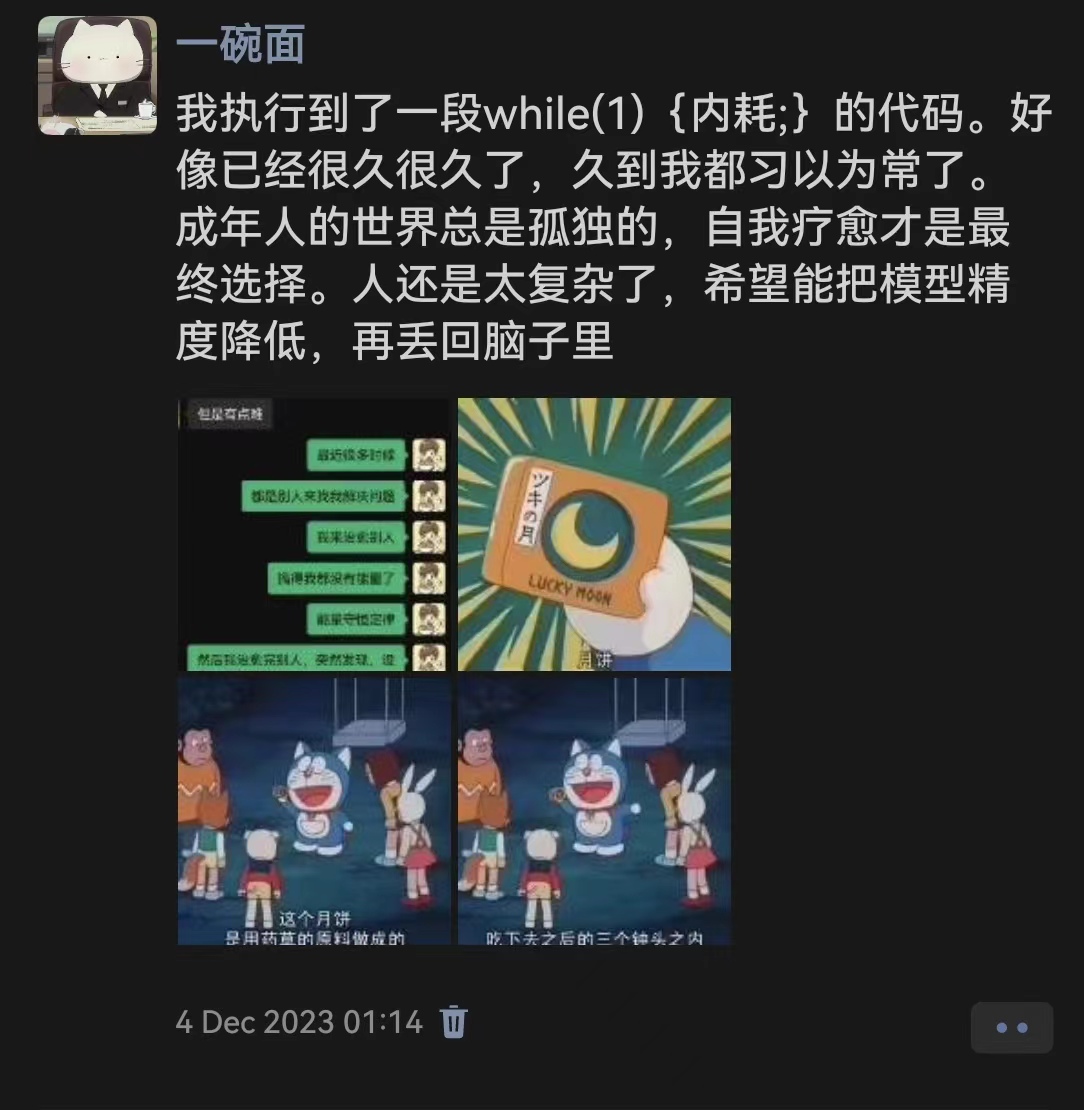 一碗面
我执行到了一段while(1) {内耗;} 的代码。好
像已经很久很久了，久到我都习以为常了。
成年人的世界总是孤独的，自我疗愈才是最
终选择。人还是太复杂了，希望能把模型精
度降低，再丢回脑子里
但是有点难
最近很多时候
都是别人来找我解决问题
我来治愈别人
搞得我都没有能量了
能量守恒定律
然后我治愈完别人，突然发现，没
ツキの月
LUCKY MOON
月饼
这个月饼
是用药草的原料做成的
吃下去之后的三个钟头之内
4 Dec 2023 01:14